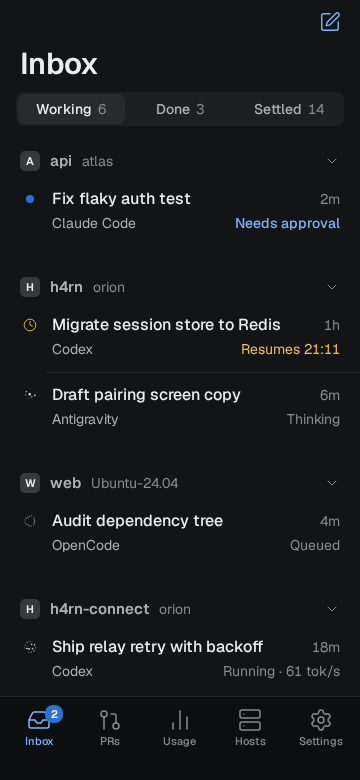 Inbox
Working 6 Done 3 Settled 14
A api atlas
Fix flaky auth test 2m
Claude Code Needs approval
H h4rn orion
Migrate session store to Redis 1h
Codex Resumes 21:11
Draft pairing screen copy 6m
Antigravity Thinking
W web Ubuntu-24.04
Audit dependency tree 4m
OpenCode Queued
H h4rn-connect orion
Ship relay retry with backoff 18m
Codex Running · 61 tok/s
2
Inbox PRs Usage Hosts Settings